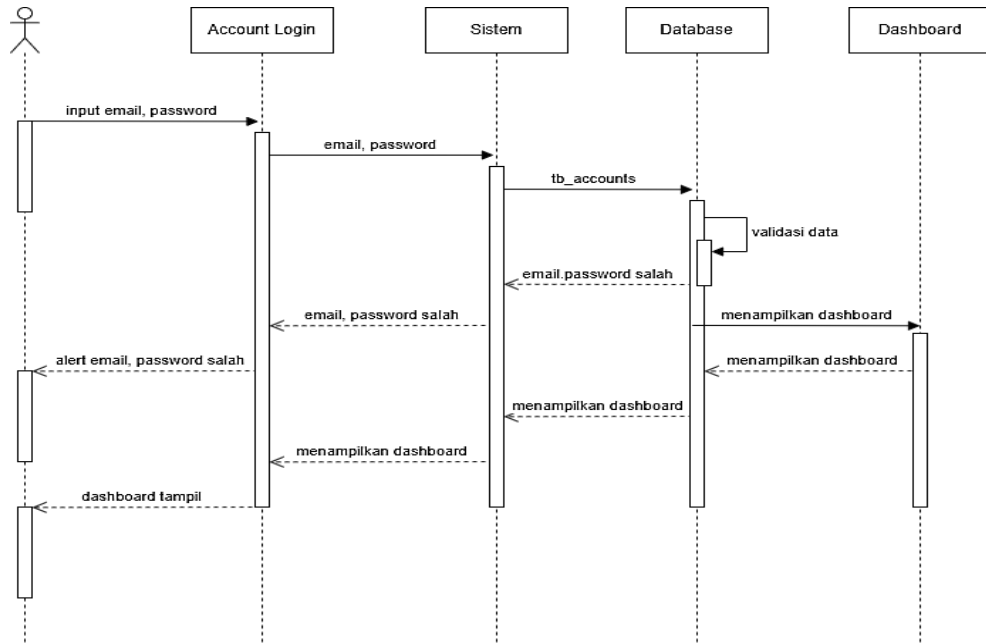 Account Login
Sistem
Database
Dashboard
input email, password
email, password
tb_accounts
validasi data
email.password salah
email, password salah
menampilkan dashboard
alert email, password salah
menampilkan dashboard
menampilkan dashboard
menampilkan dashboard
dashboard tampil